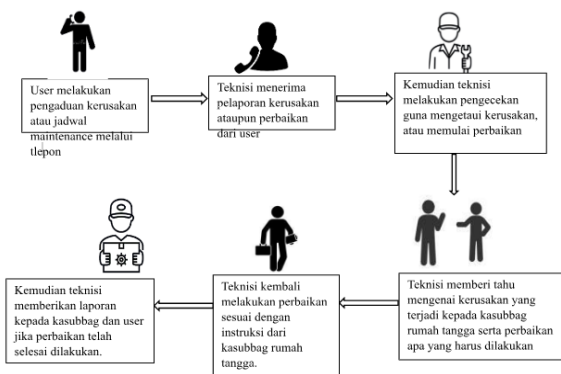 User melakukan
pengaduan kerusakan
atau jadwal
maintenance melalui
tlepon
Teknisi menerima
pelaporan kerusakan
ataupun perbaikan
dari user
Kemudian teknisi
melakukan pengecekan
guna mengetaui kerusakan,
atau memulai perbaikan
Teknisi memberi tahu
mengenai kerusakan yang
terjadi kepada kasubbag
rumah tangga serta perbaikan
apa yang harus dilakukan
Teknisi kembali
melakukan perbaikan
sesuai dengan
instruksi dari
kasubbag rumah
tangga.
Kemudian teknisi
memberikan laporan
kepada kasubbag dan user
jika perbaikan telah
selesai dilakukan.